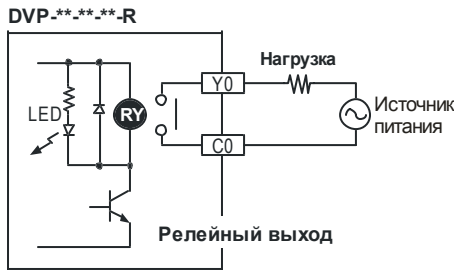 DVP-**-**-**-R
Нагрузка
Y0
LED
RY
Источник
питания
C0
Релейный выход